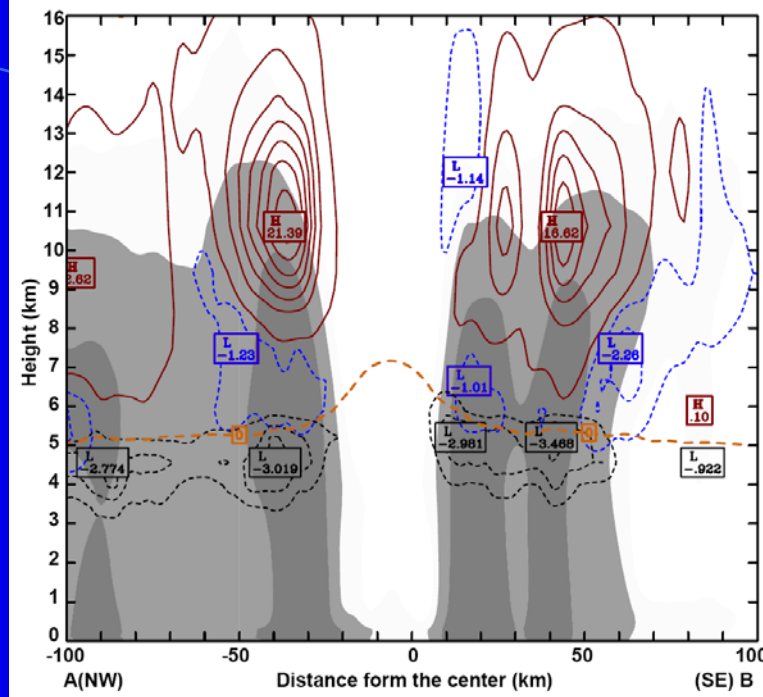 16
15
14
13
12
11
10
9
8
7
6
5
4
3
2
1
0
Height (km)
L
-1.14
H
21.39
H
16.62
H
2.62
L
-1.23
L
-2.26
L
-1.01
H
.10
0
0
L
-2.774
L
-3.019
L
-2.981
L
-3.468
L
-.922
-100 -50 0 50 100
A(NW) Distance form the center (km) (SE) B